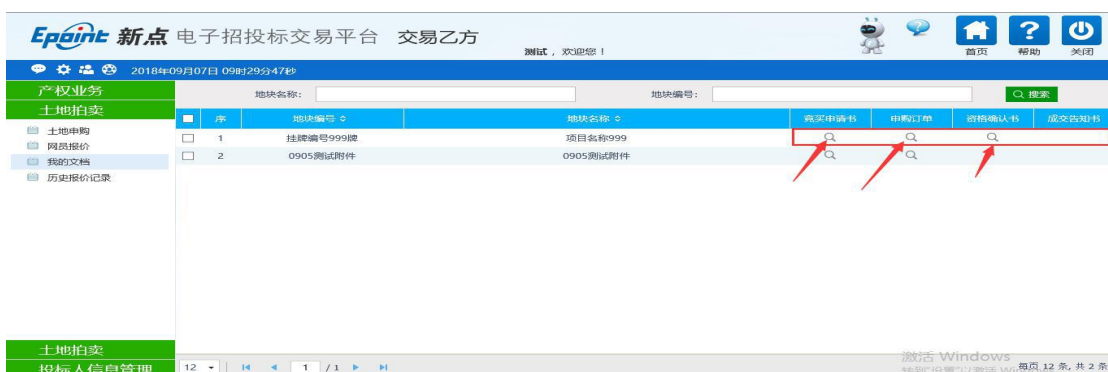 Epoint 新点 电子招投标交易平台 交易乙方
测试，欢迎您！
首页 帮助 关闭
2018年09月07日 09时29分47秒
产权业务
土地拍卖
土地申购
网员报价
我的文档
历史报价记录
地块名称： 地块编号： 搜索
序 地块编号 地块名称 竞买申请书 申购订单 资格确认书 成交告知书
1 挂牌编号999牌 项目名称999
2 0905测试附件 0905测试附件
土地拍卖
投标人信息管理
12 1 / 1
激活 Windows
每页 12 条, 共 2 条